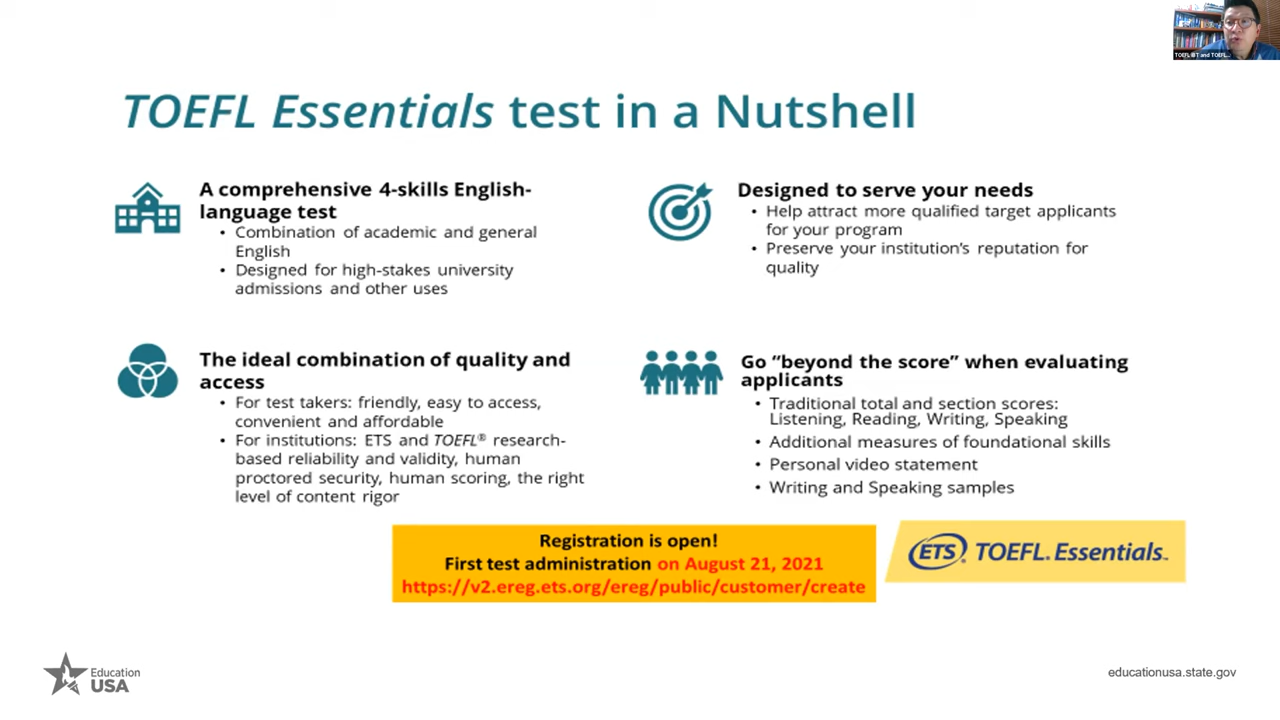 TOEFL Essentials test in a Nutshell
A comprehensive 4-skills English-
language test
• Combination of academic and general
English
• Designed for high-stakes university
admissions and other uses
Designed to serve your needs
• Help attract more qualified target applicants
for your program
• Preserve your institution's reputation for
quality
The ideal combination of quality and
access
• For test takers: friendly, easy to access,
convenient and affordable
• For institutions: ETS and TOEFL® research-
based reliability and validity, human
proctored security, human scoring, the right
level of content rigor
Go “beyond the score” when evaluating
applicants
• Traditional total and section scores:
Listening, Reading, Writing, Speaking
• Additional measures of foundational skills
• Personal video statement
• Writing and Speaking samples
Registration is open!
First test administration on August 21, 2021
https://v2.ereg.ets.org/ereg/public/customer/create
ETS® TOEFL® Essentials™
Education
USA
educationusa.state.gov
TOEFL iBT and TOEFL...